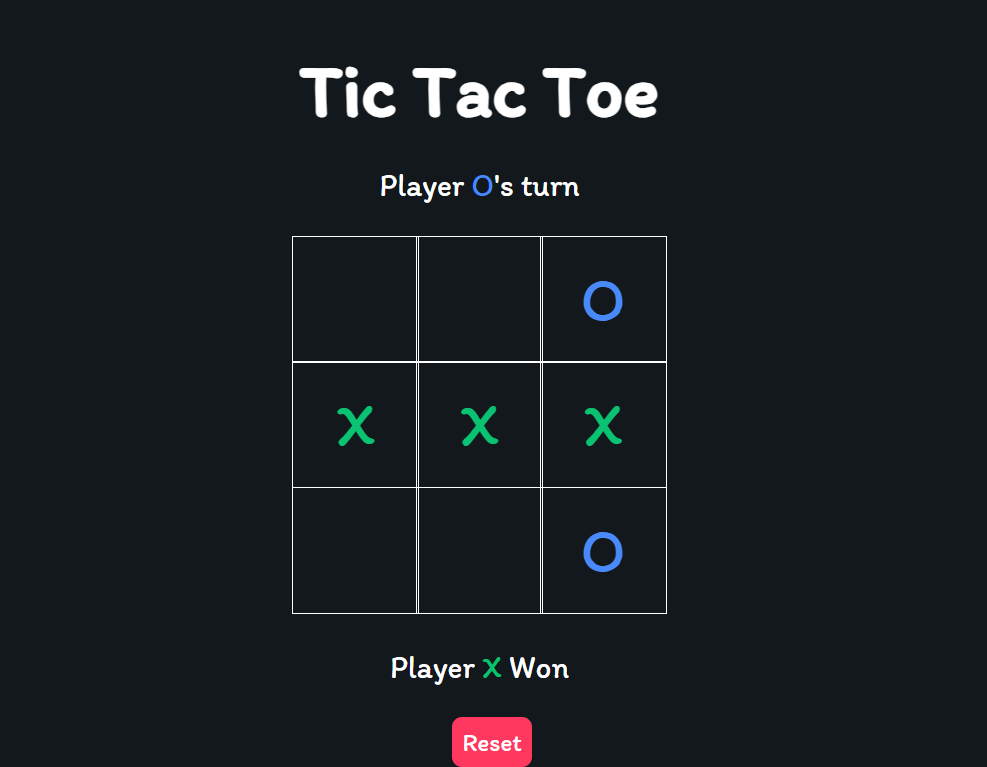 Tic Tac Toe
Player O's turn
O
X X X
O
Player X Won
Reset